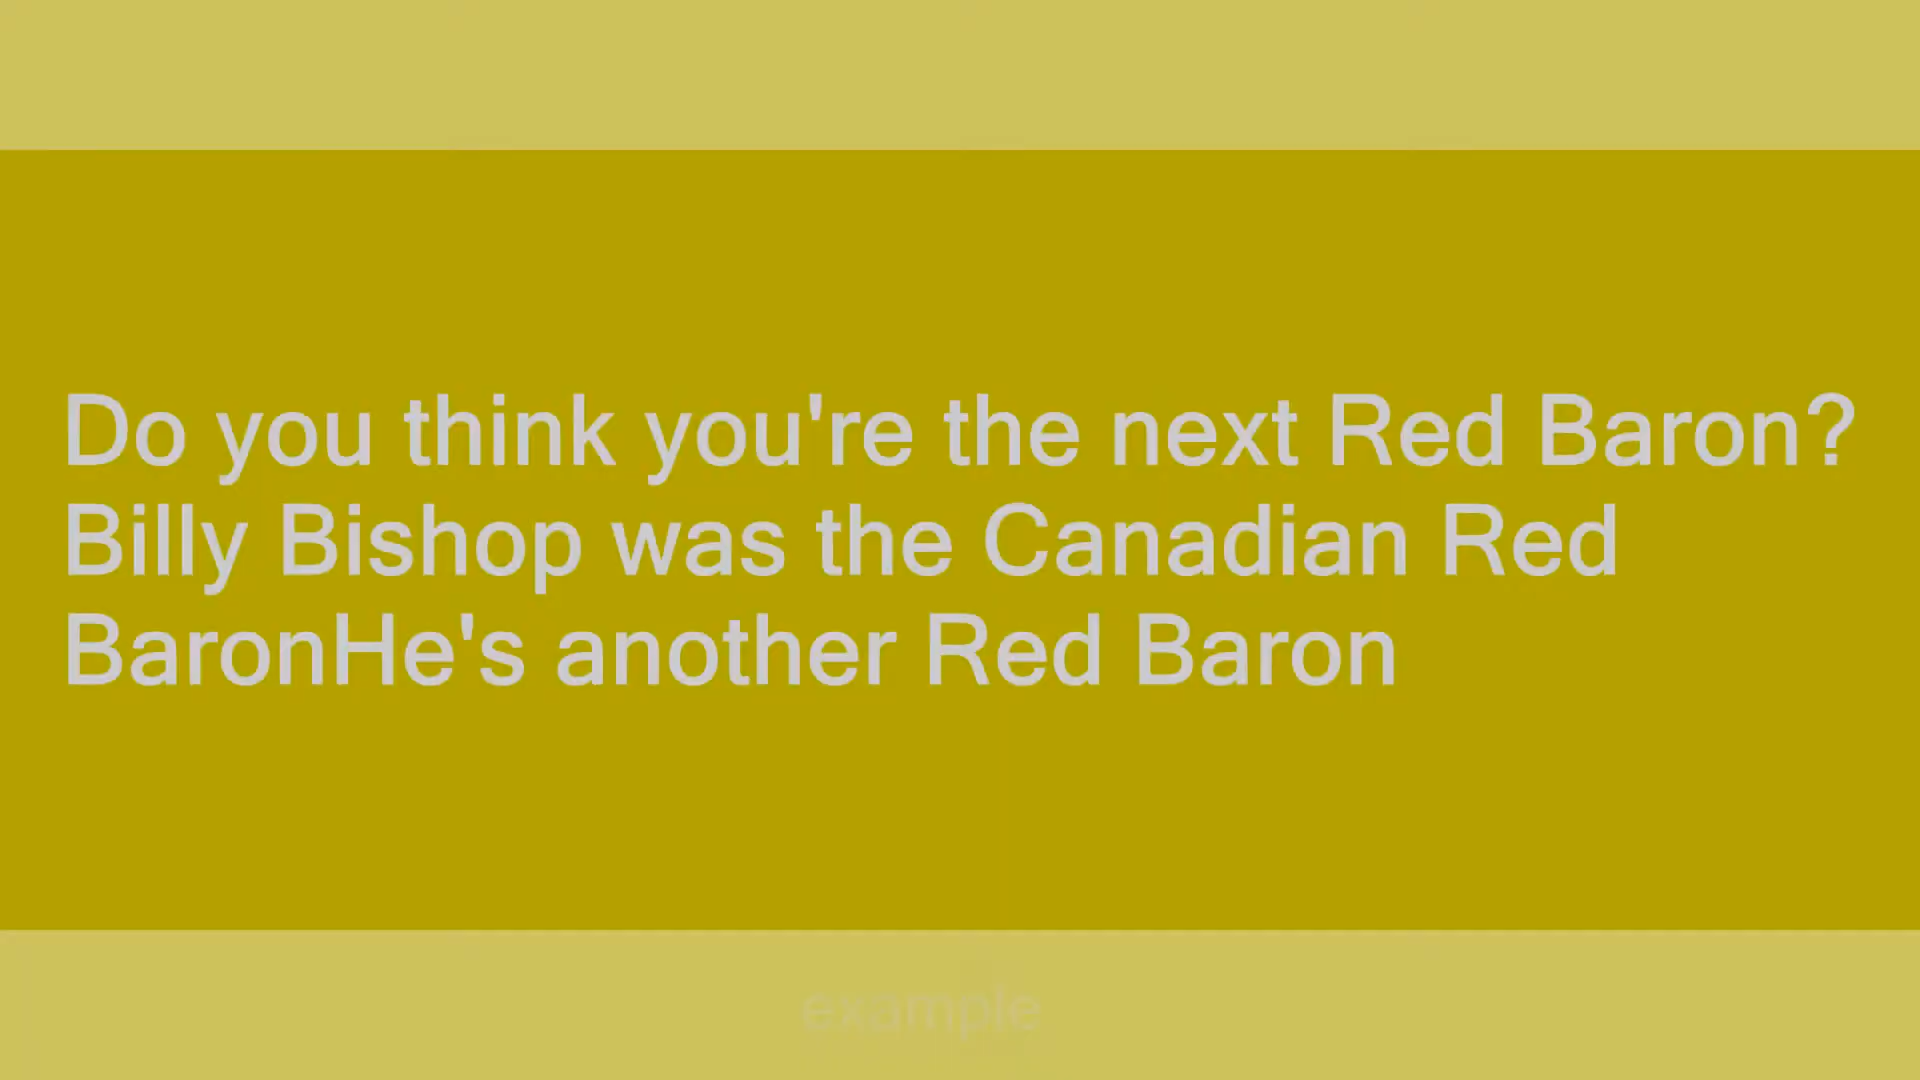 Do you think you're the next Red Baron?
Billy Bishop was the Canadian Red
BaronHe's another Red Baron
example